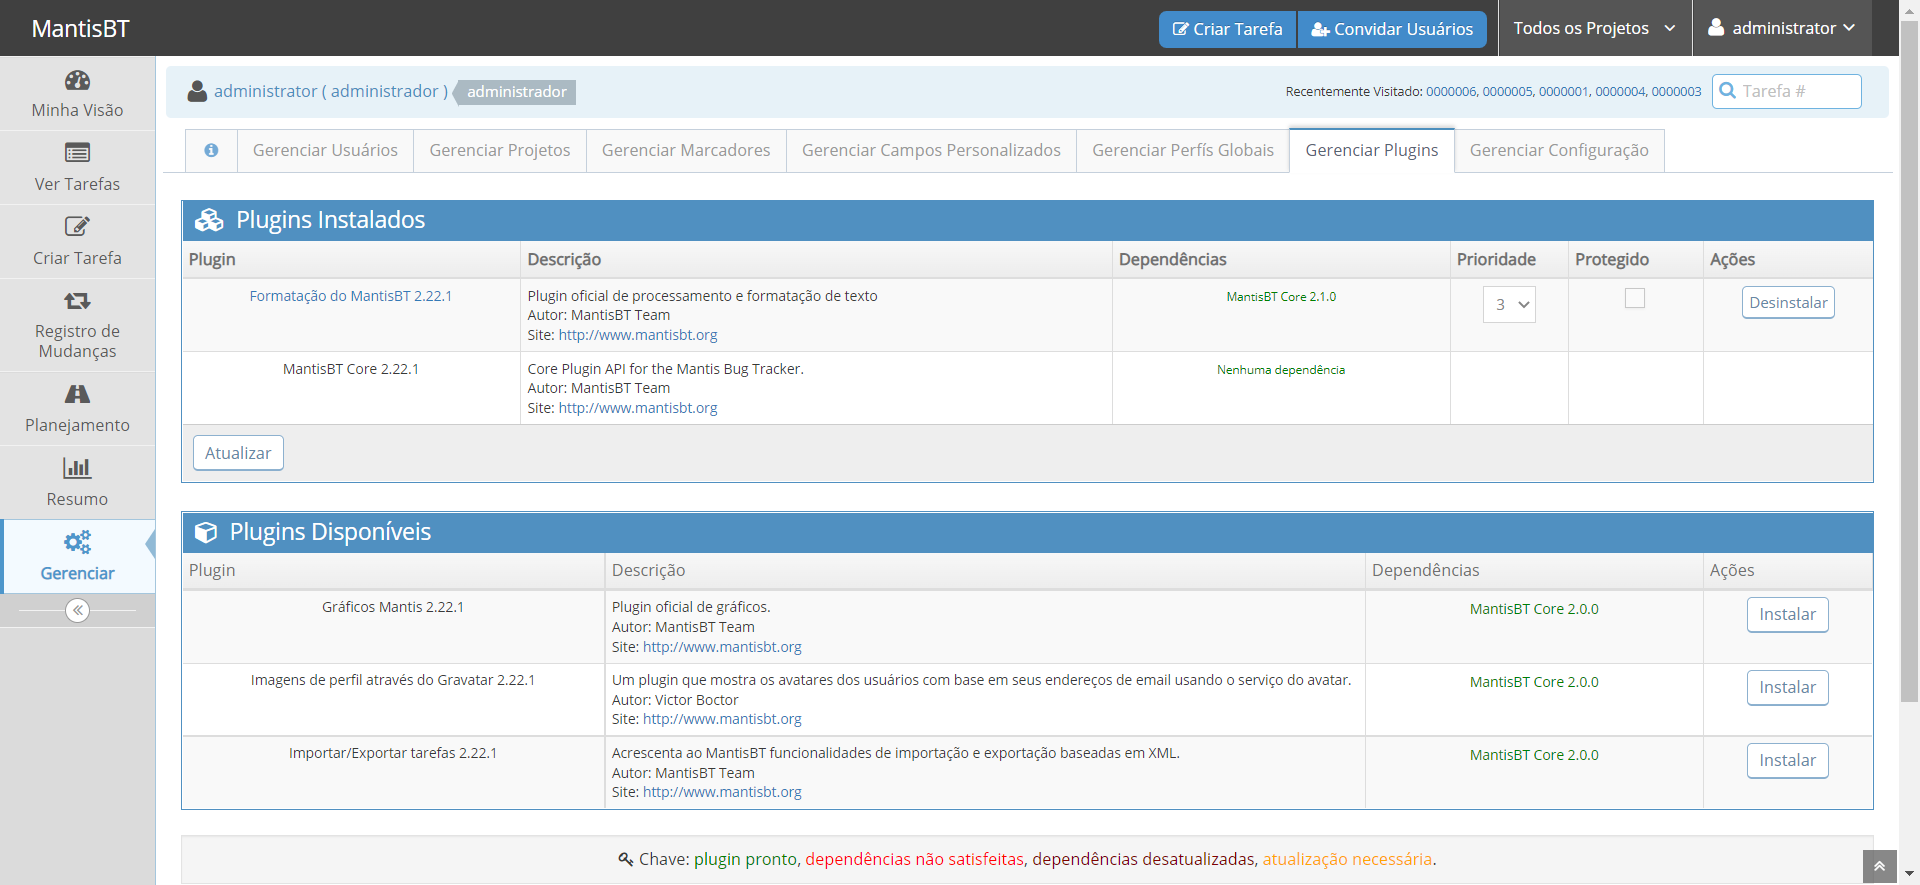 MantisBT
Criar Tarefa
Convidar Usuários
Todos os Projetos
administrator
Minha Visão
Ver Tarefas
Criar Tarefa
Registro de
Mudanças
Planejamento
Resumo
Gerenciar
administrator ( administrador ) administrador
Recentemente Visitado: 0000006, 0000005, 0000001, 0000004, 0000003
Tarefa #
Gerenciar Usuários
Gerenciar Projetos
Gerenciar Marcadores
Gerenciar Campos Personalizados
Gerenciar Perfís Globais
Gerenciar Plugins
Gerenciar Configuração
Plugins Instalados
Plugin Descrição Dependências Prioridade Protegido Ações
Formatação do MantisBT 2.22.1
Plugin oficial de processamento e formatação de texto
Autor: MantisBT Team
Site: http://www.mantisbt.org
MantisBT Core 2.1.0
3
Desinstalar
MantisBT Core 2.22.1
Core Plugin API for the Mantis Bug Tracker.
Autor: MantisBT Team
Site: http://www.mantisbt.org
Nenhuma dependência
Atualizar
Plugins Disponíveis
Plugin Descrição Dependências Ações
Gráficos Mantis 2.22.1
Plugin oficial de gráficos.
Autor: MantisBT Team
Site: http://www.mantisbt.org
MantisBT Core 2.0.0
Instalar
Imagens de perfil através do Gravatar 2.22.1
Um plugin que mostra os avatares dos usuários com base em seus endereços de email usando o serviço do avatar.
Autor: Victor Boctor
Site: http://www.mantisbt.org
MantisBT Core 2.0.0
Instalar
Importar/Exportar tarefas 2.22.1
Acrescenta ao MantisBT funcionalidades de importação e exportação baseadas em XML.
Autor: MantisBT Team
Site: http://www.mantisbt.org
MantisBT Core 2.0.0
Instalar
Chave: plugin pronto, dependências não satisfeitas, dependências desatualizadas, atualização necessária.